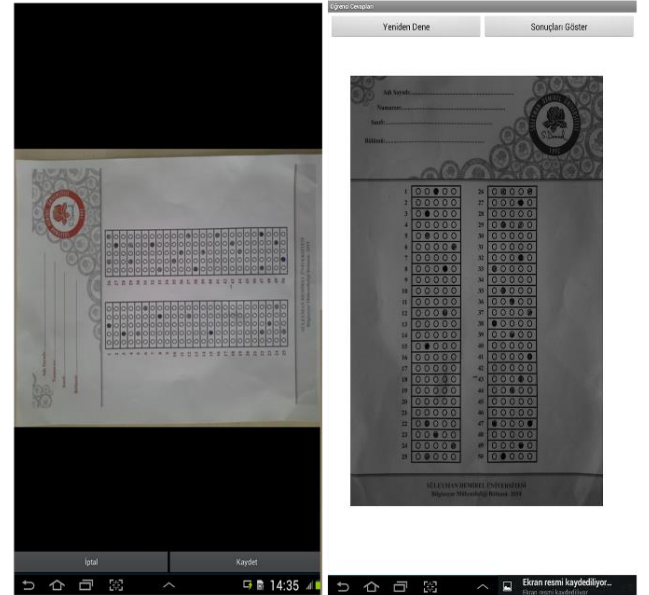 İptal
Kaydet
14:35
Öğrenci Cevapları
Yeniden Dene
Sonuçları Göster
Adı Soyadı:
Numarası:
Sınıfı:
Bölümü:
1 26
2 27
3 28
4 29
5 30
6 31
7 32
8 33
9 34
10 35
11 36
12 37
13 38
14 39
15 40
16 41
17 42
18 43
19 44
20 45
21 46
22 47
23 48
24 49
25 50
SÜLEYMAN DEMİREL ÜNİVERSİTESİ
Bilgisayar Mühendisliği Bölümü, 2014
Ekran resmi kaydediliyor...
Ekran resmi kaydediliyor